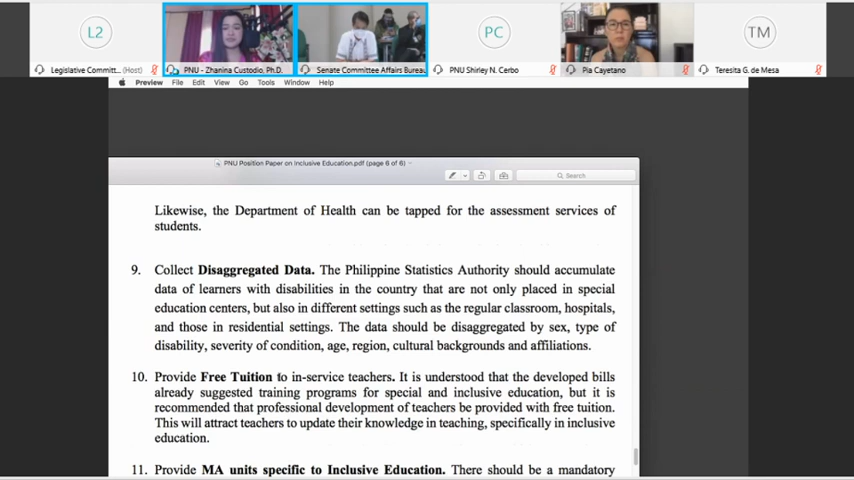 L2
PC
TM
Legislative Committ... (Host)
PNU - Zhanina Custodio, Ph.D.
Senate Committee Affairs Bureau
PNU Shirley N. Cerbo
Pia Cayetano
Teresita G. de Mesa
Preview File Edit View Go Tools Window Help
PNU Position Paper on Inclusive Education.pdf (page 6 of 6)
Search
Likewise, the Department of Health can be tapped for the assessment services of
students.
9. Collect Disaggregated Data. The Philippine Statistics Authority should accumulate
data of learners with disabilities in the country that are not only placed in special
education centers, but also in different settings such as the regular classroom, hospitals,
and those in residential settings. The data should be disaggregated by sex, type of
disability, severity of condition, age, region, cultural backgrounds and affiliations.
10. Provide Free Tuition to in-service teachers. It is understood that the developed bills
already suggested training programs for special and inclusive education, but it is
recommended that professional development of teachers be provided with free tuition.
This will attract teachers to update their knowledge in teaching, specifically in inclusive
education.
11. Provide MA units specific to Inclusive Education. There should be a mandatory